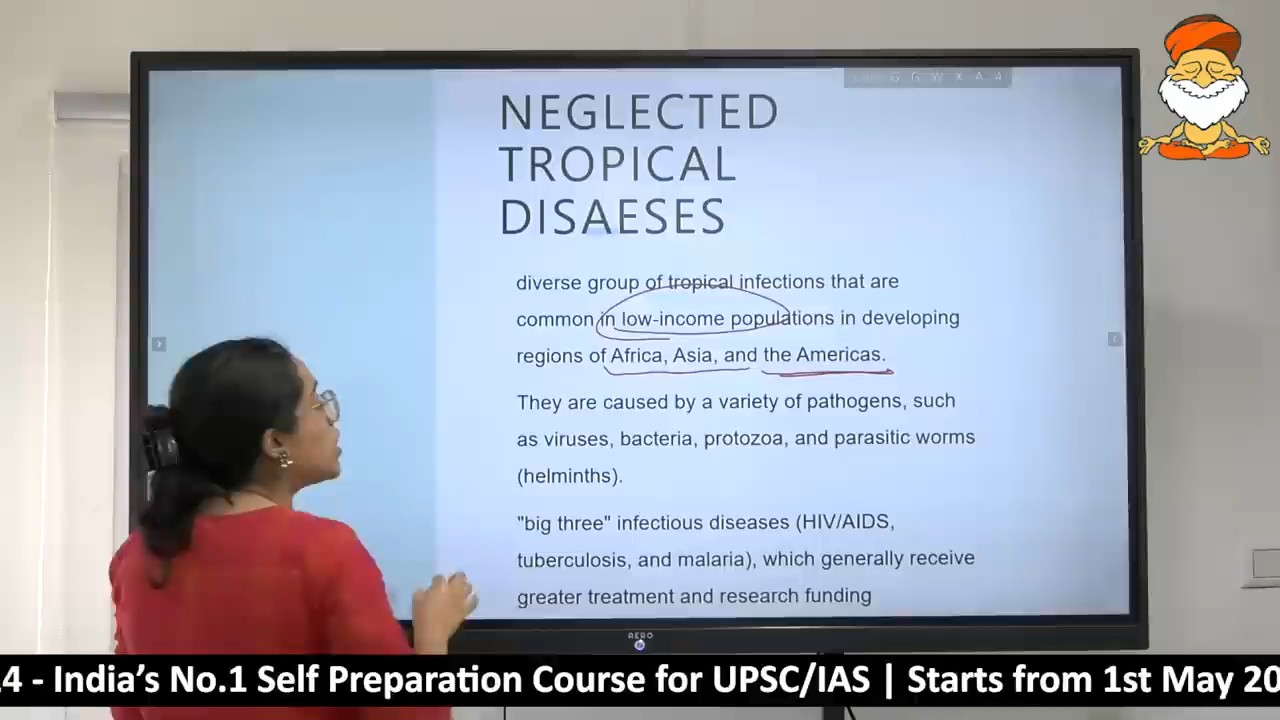 NEGLECTED
TROPICAL
DISAESES
diverse group of tropical infections that are
common in low-income populations in developing
regions of Africa, Asia, and the Americas.
They are caused by a variety of pathogens, such
as viruses, bacteria, protozoa, and parasitic worms
(helminths).
"big three" infectious diseases (HIV/AIDS,
tuberculosis, and malaria), which generally receive
greater treatment and research funding
AERO
4 - India’s No.1 Self Preparation Course for UPSC/IAS | Starts from 1st May 20